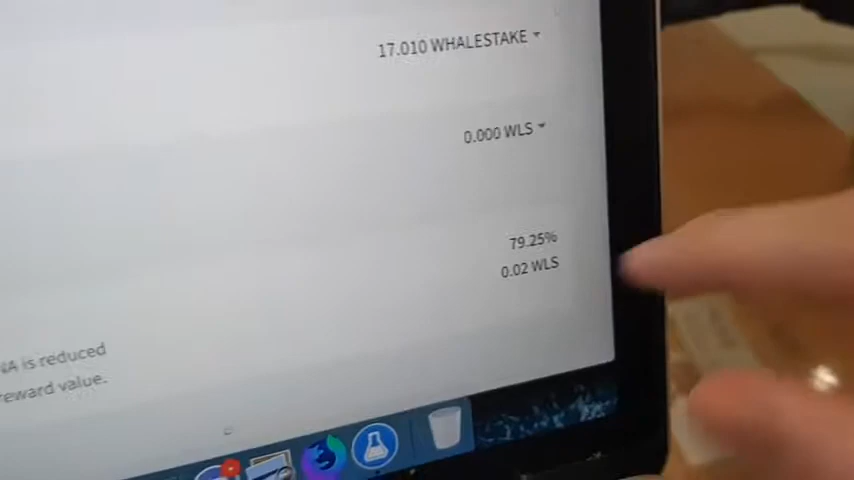 17.010 WHALESTAKE
0.000 WLS
79.25%
0.02 WLS
is reduced
reward value.